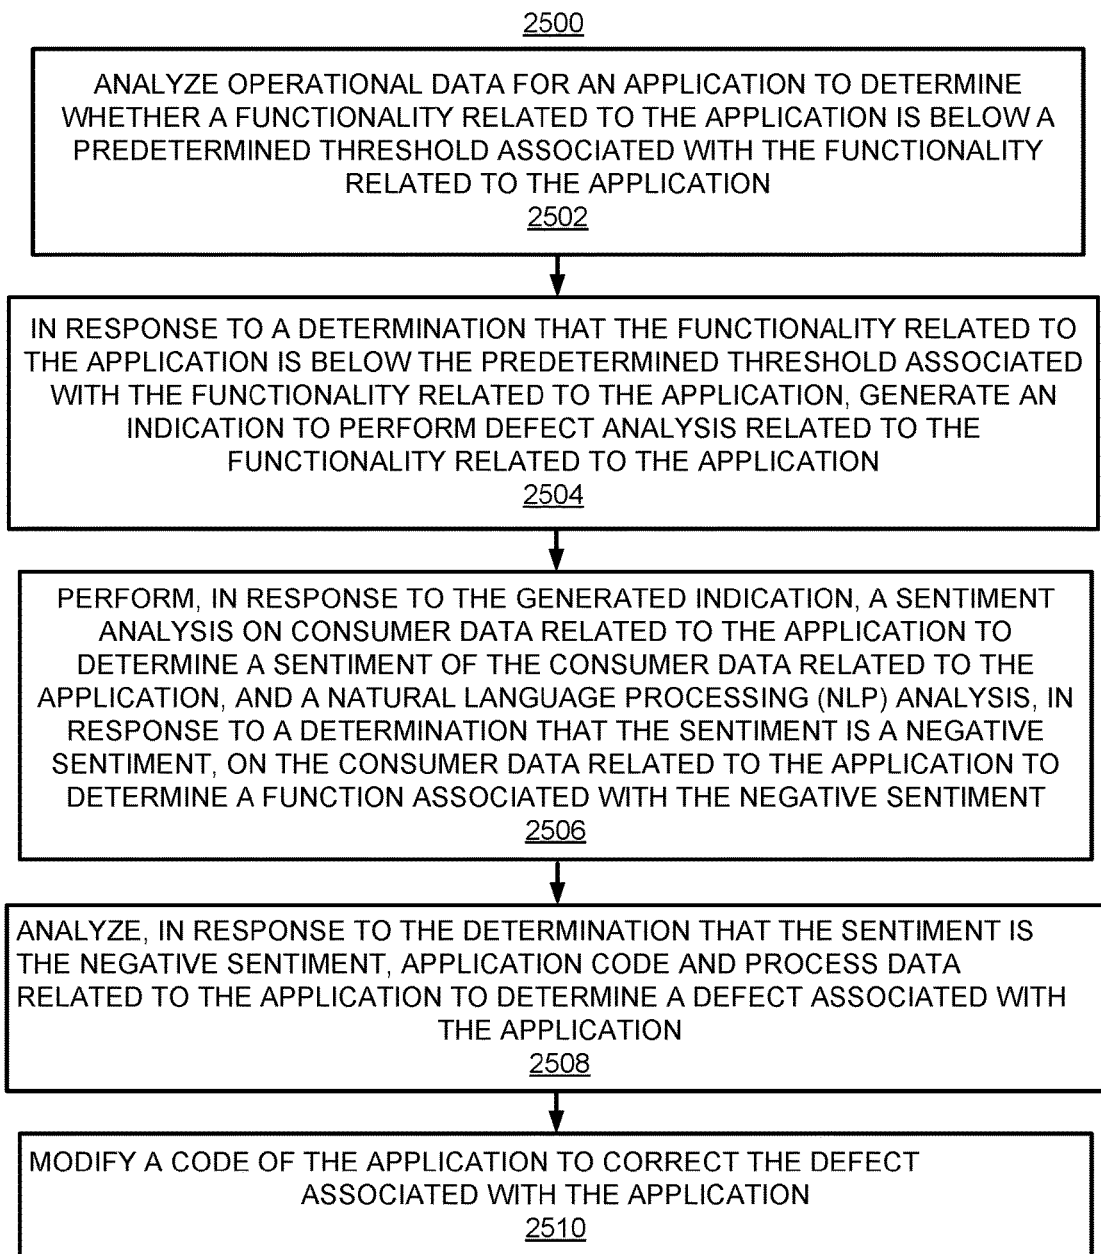 2500
ANALYZE OPERATIONAL DATA FOR AN APPLICATION TO DETERMINE
WHETHER A FUNCTIONALITY RELATED TO THE APPLICATION IS BELOW A
PREDETERMINED THRESHOLD ASSOCIATED WITH THE FUNCTIONALITY
RELATED TO THE APPLICATION
2502
IN RESPONSE TO A DETERMINATION THAT THE FUNCTIONALITY RELATED TO
THE APPLICATION IS BELOW THE PREDETERMINED THRESHOLD ASSOCIATED
WITH THE FUNCTIONALITY RELATED TO THE APPLICATION, GENERATE AN
INDICATION TO PERFORM DEFECT ANALYSIS RELATED TO THE
FUNCTIONALITY RELATED TO THE APPLICATION
2504
PERFORM, IN RESPONSE TO THE GENERATED INDICATION, A SENTIMENT
ANALYSIS ON CONSUMER DATA RELATED TO THE APPLICATION TO
DETERMINE A SENTIMENT OF THE CONSUMER DATA RELATED TO THE
APPLICATION, AND A NATURAL LANGUAGE PROCESSING (NLP) ANALYSIS, IN
RESPONSE TO A DETERMINATION THAT THE SENTIMENT IS A NEGATIVE
SENTIMENT, ON THE CONSUMER DATA RELATED TO THE APPLICATION TO
DETERMINE A FUNCTION ASSOCIATED WITH THE NEGATIVE SENTIMENT
2506
ANALYZE, IN RESPONSE TO THE DETERMINATION THAT THE SENTIMENT IS
THE NEGATIVE SENTIMENT, APPLICATION CODE AND PROCESS DATA
RELATED TO THE APPLICATION TO DETERMINE A DEFECT ASSOCIATED WITH
THE APPLICATION
2508
MODIFY A CODE OF THE APPLICATION TO CORRECT THE DEFECT
ASSOCIATED WITH THE APPLICATION
2510